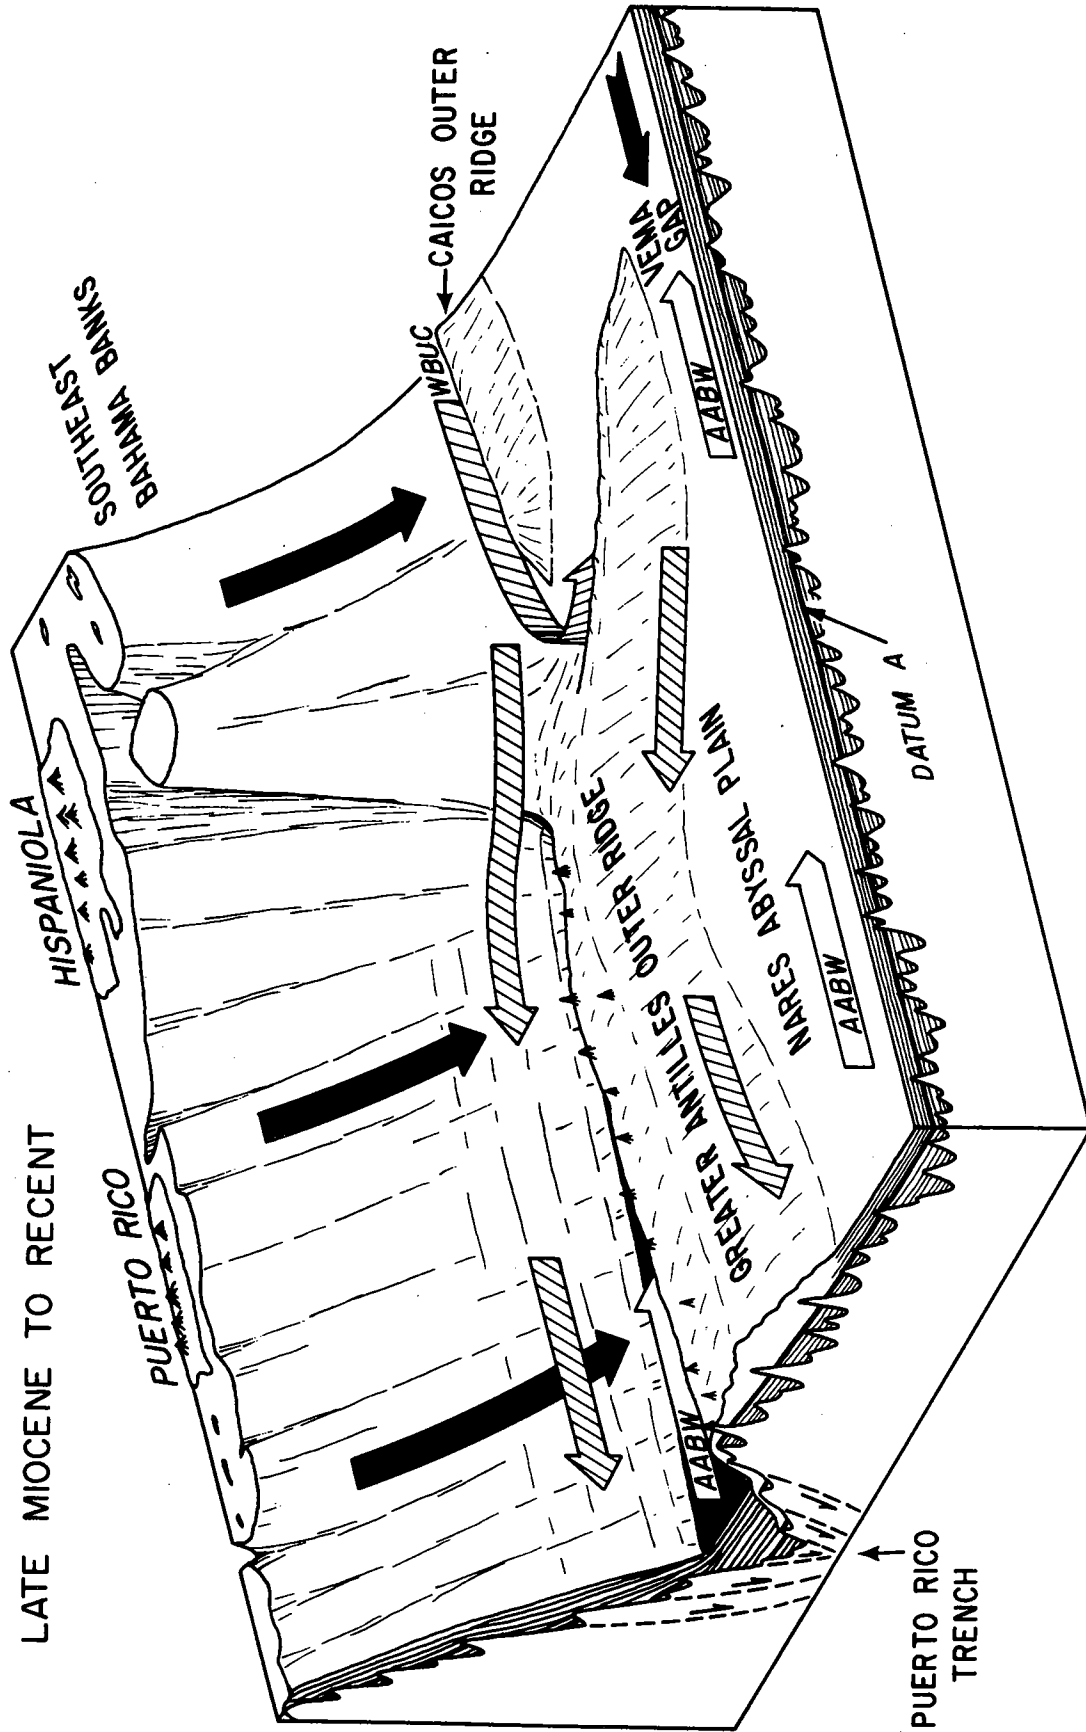 LATE MIOCENE TO RECENT
PUERTO RICO
HISPANIOLA
SOUTHEAST
BAHAMA BANKS
CAICOS OUTER
RIDGE
WBUC
VEMA
GAP
AABW
GREATER ANTILLES OUTER RIDGE
NARES ABYSSAL PLAIN
AABW
AABW
DATUM A
PUERTO RICO
TRENCH